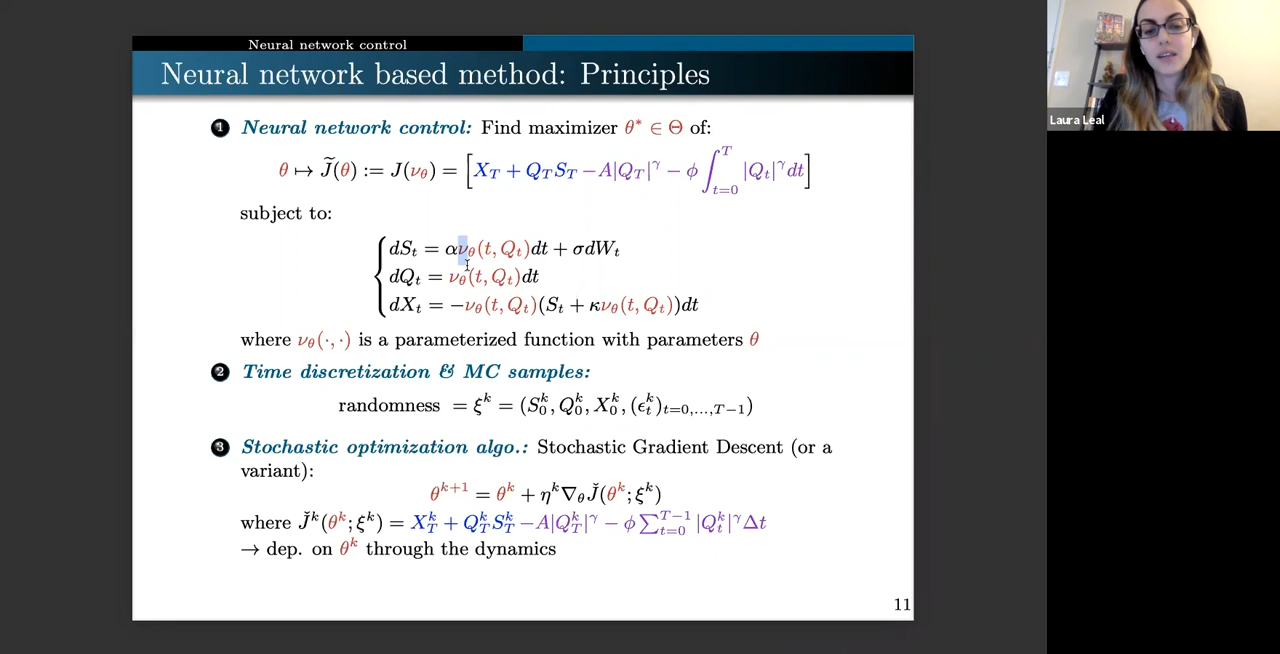 Neural network control
Neural network based method: Principles
1 Neural network control: Find maximizer θ* ∈ Θ of:
θ ↦ J̃(θ) := J(ν_θ) = [X_T + Q_T S_T − A|Q_T|^γ − ϕ ∫_{t=0}^{T} |Q_t|^γ dt]
subject to:
dS_t = αν_θ(t, Q_t)dt + σdW_t
dQ_t = ν_θ(t, Q_t)dt
dX_t = −ν_θ(t, Q_t)(S_t + κν_θ(t, Q_t))dt
where ν_θ(·,·) is a parameterized function with parameters θ
2 Time discretization & MC samples:
randomness = ξ^k = (S_0^k, Q_0^k, X_0^k, (ϵ_t^k)_{t=0,...,T−1})
3 Stochastic optimization algo.: Stochastic Gradient Descent (or a
variant):
θ^{k+1} = θ^k + η^k ∇_θ J̌(θ^k; ξ^k)
where J̌^k(θ^k; ξ^k) = X_T^k + Q_T^k S_T^k − A|Q_T^k|^γ − ϕ ∑_{t=0}^{T−1} |Q_t^k|^γ Δt
→ dep. on θ^k through the dynamics
11
Laura Leal